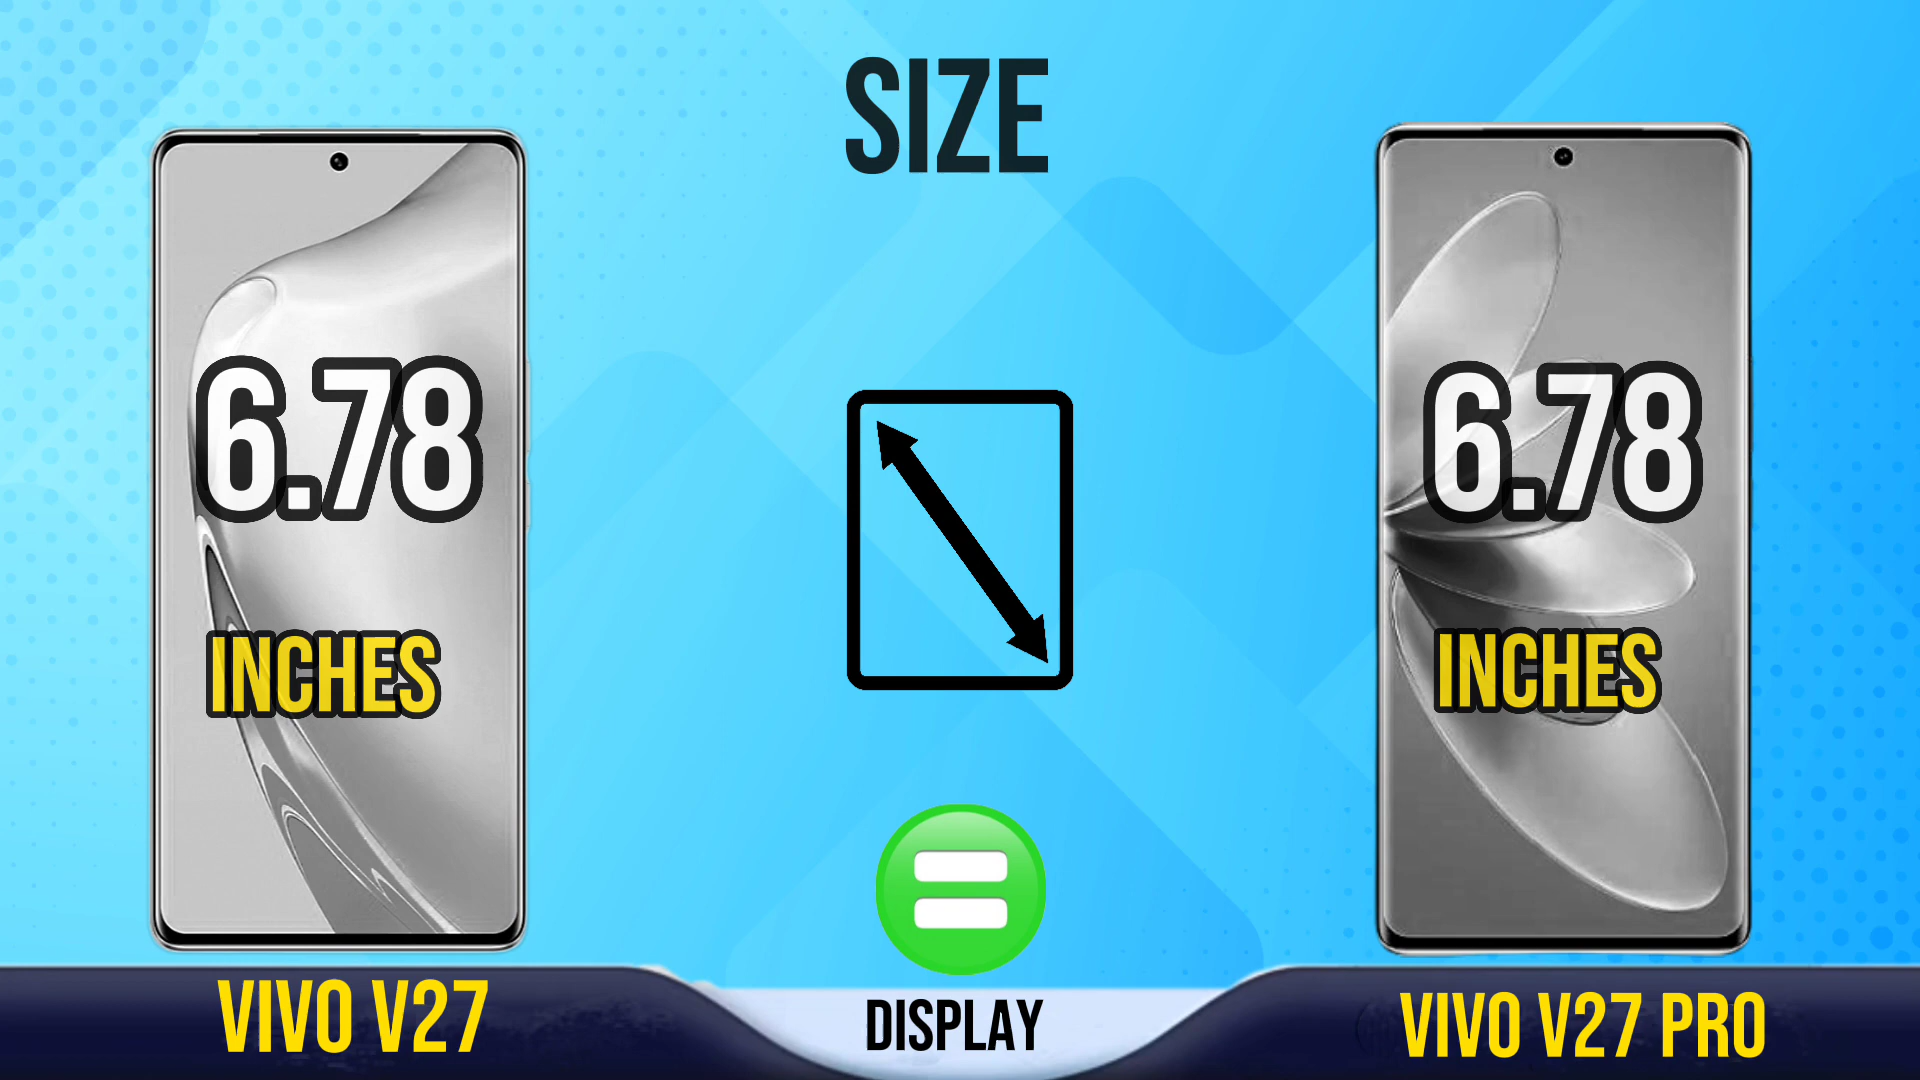 SIZE
6.78
INCHES
6.78
INCHES
VIVO V27
DISPLAY
VIVO V27 PRO